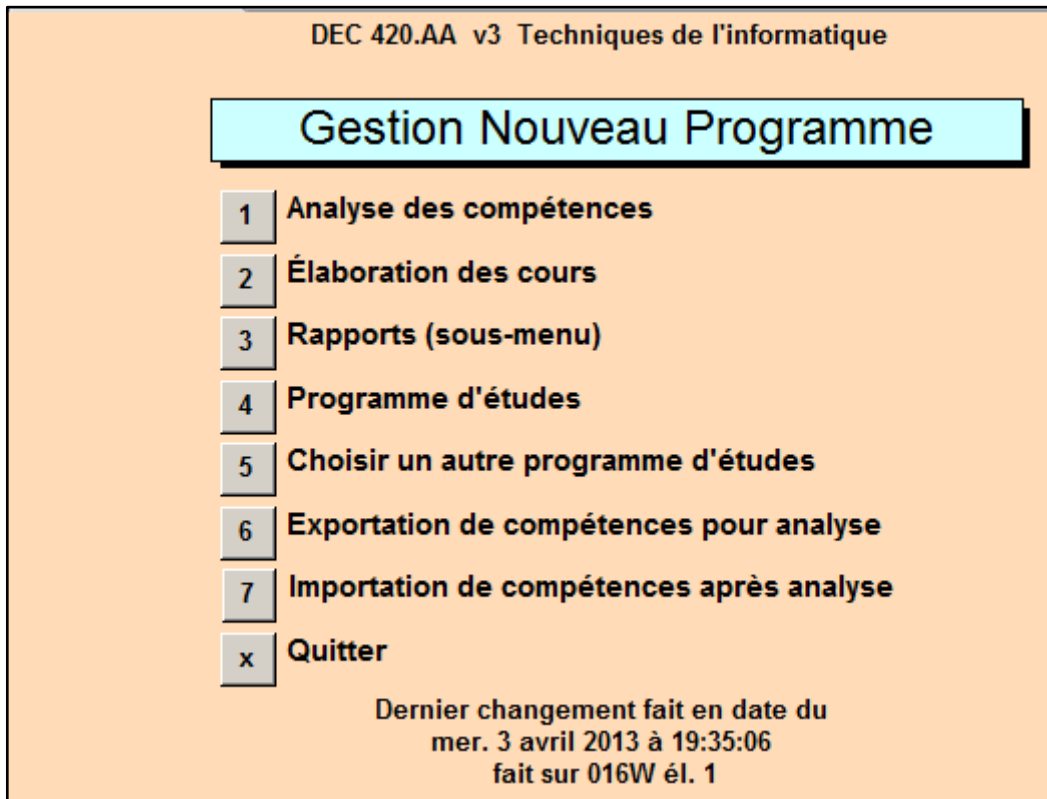 DEC 420.AA v3 Techniques de l'informatique
Gestion Nouveau Programme
1 Analyse des compétences
2 Élaboration des cours
3 Rapports (sous-menu)
4 Programme d'études
5 Choisir un autre programme d'études
6 Exportation de compétences pour analyse
7 Importation de compétences après analyse
x Quitter
Dernier changement fait en date du
mer. 3 avril 2013 à 19:35:06
fait sur 016W él. 1